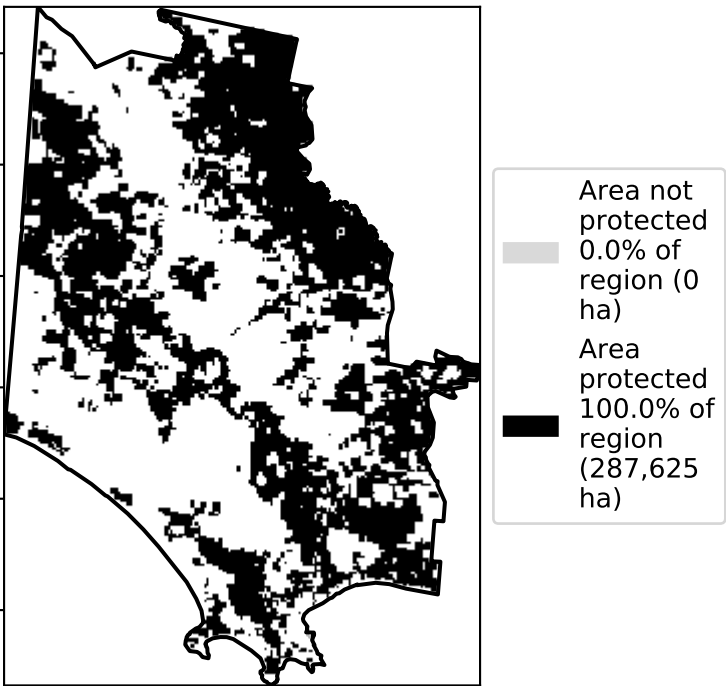 Area not
protected
0.0% of
region (0
ha)
Area
protected
100.0% of
region
(287,625
ha)